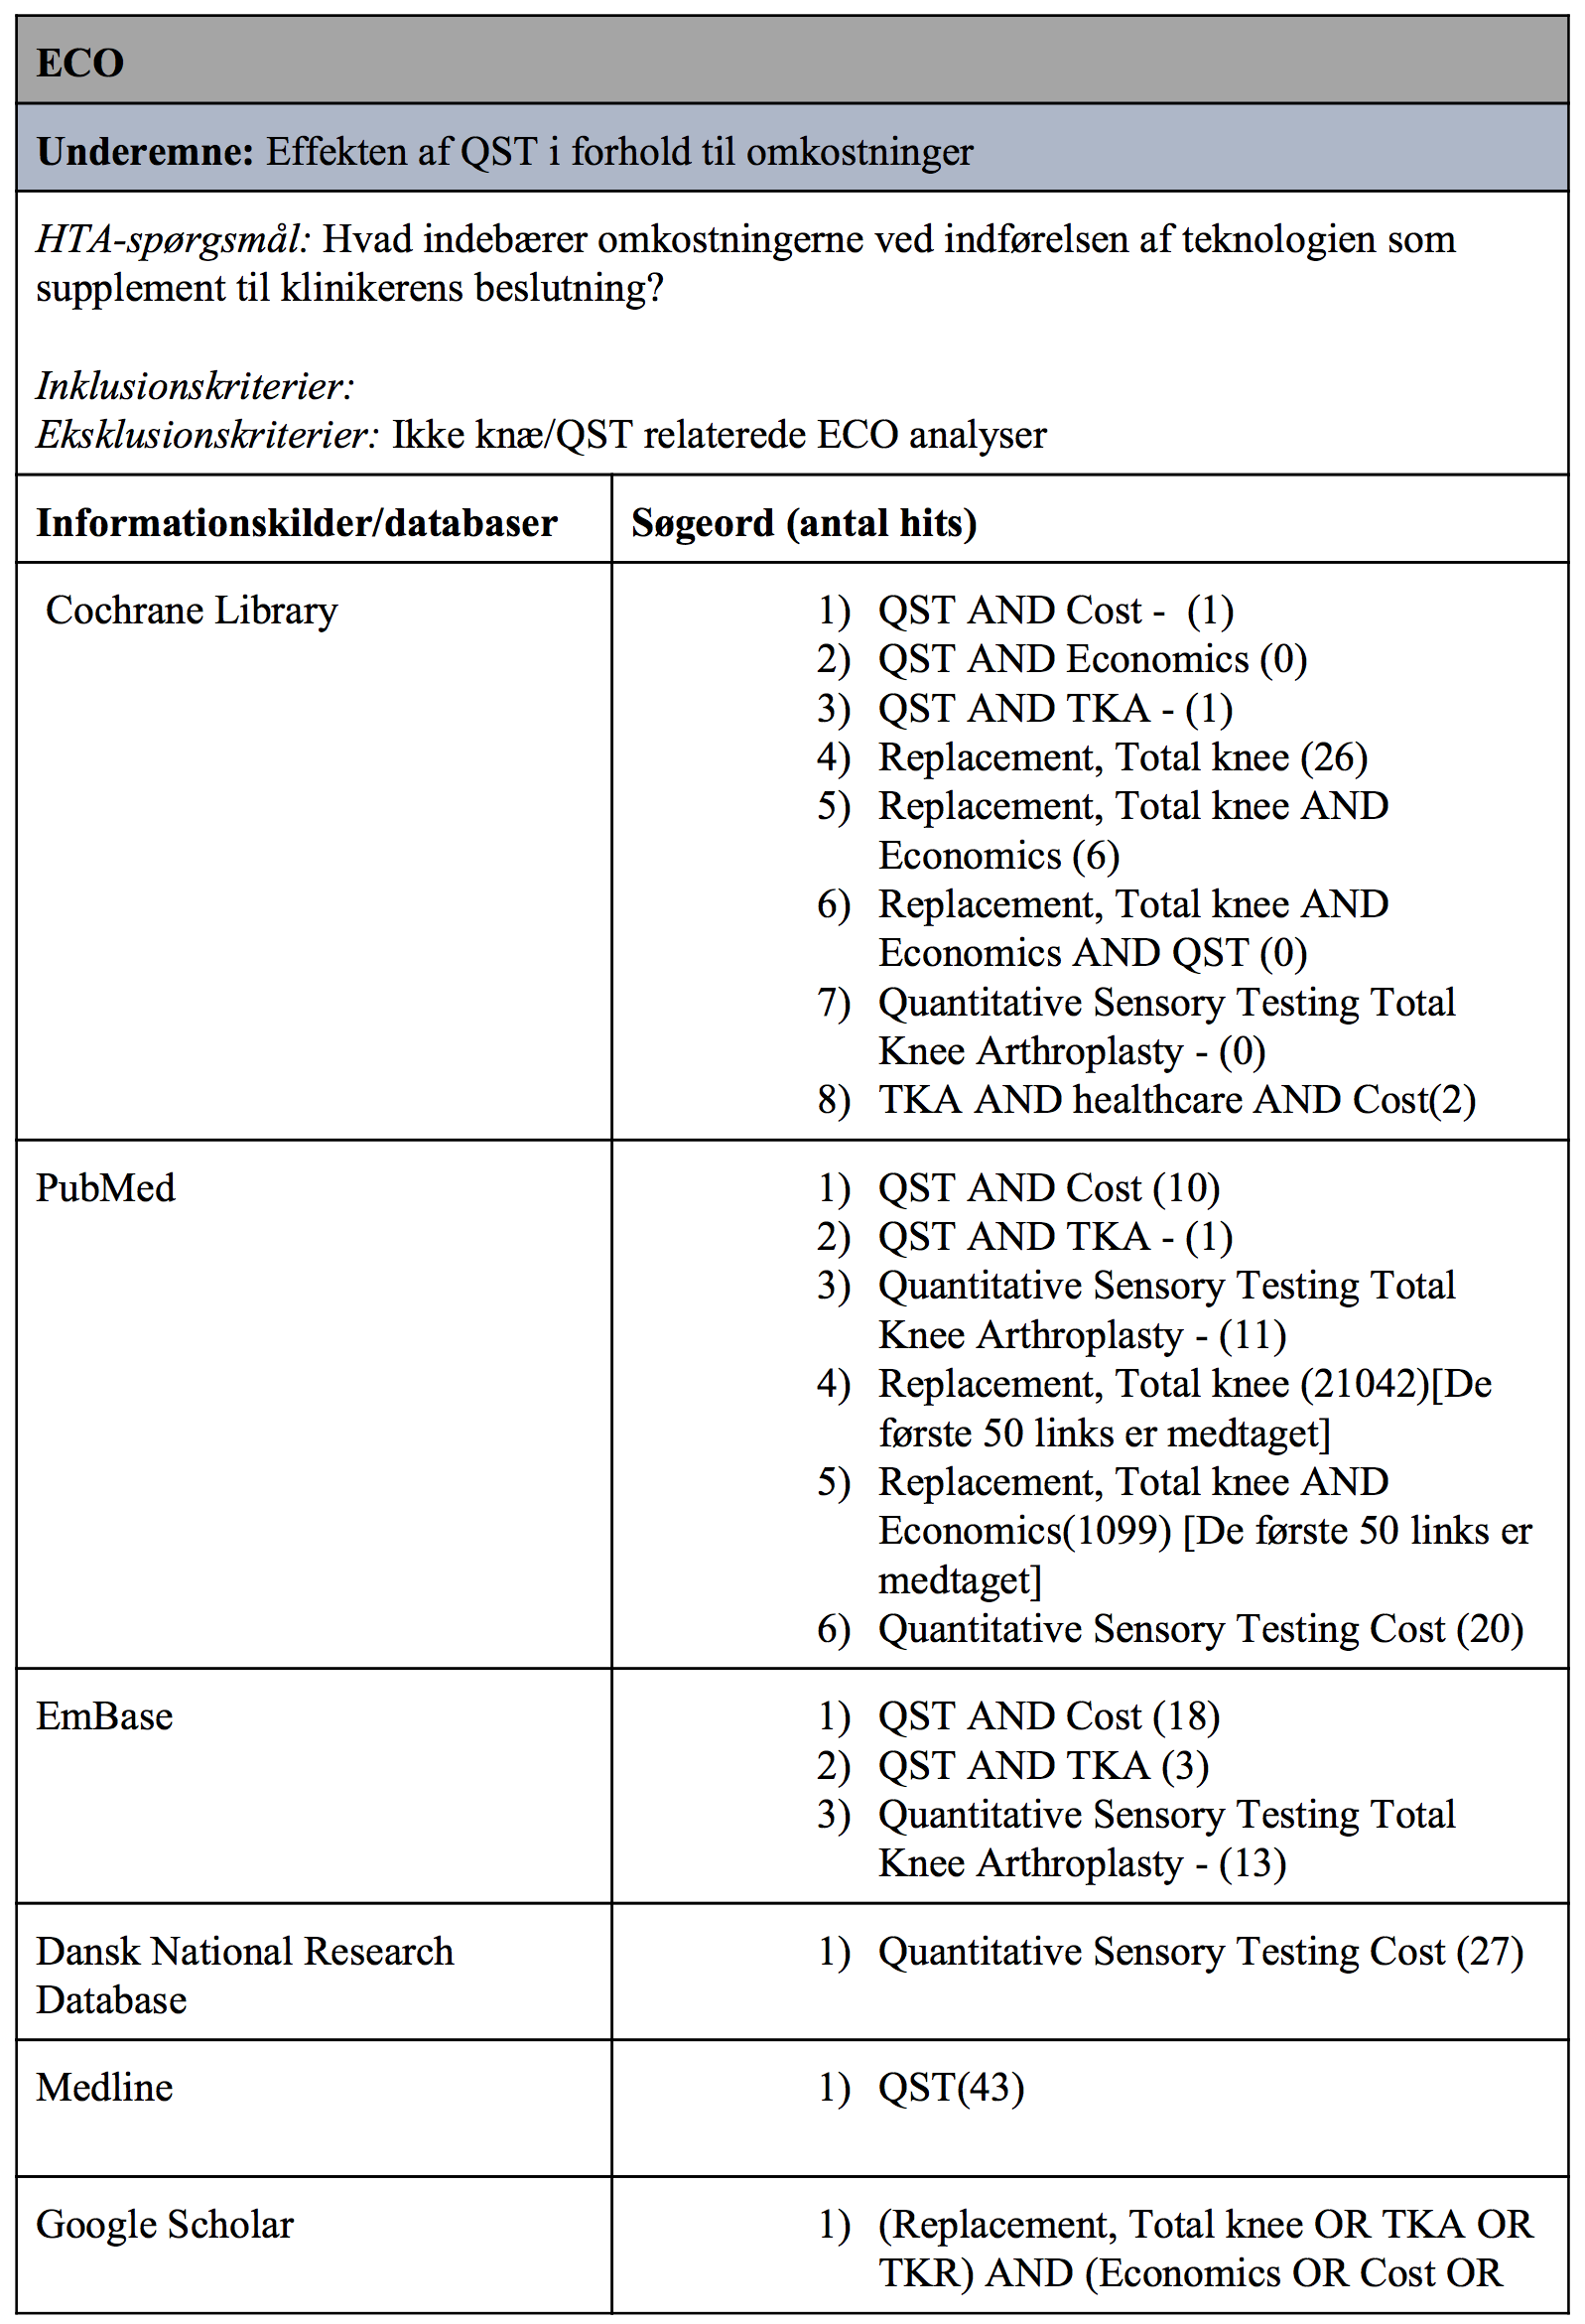 ECO
Underemne: Effekten af QST i forhold til omkostninger
HTA-spørgsmål: Hvad indebærer omkostningerne ved indførelsen af teknologien som
supplement til klinikerens beslutning?
Inklusionskriterier:
Eksklusionskriterier: Ikke knæ/QST relaterede ECO analyser
Informationskilder/databaser
Søgeord (antal hits)
Cochrane Library
1) QST AND Cost - (1)
2) QST AND Economics (0)
3) QST AND TKA - (1)
4) Replacement, Total knee (26)
5) Replacement, Total knee AND
Economics (6)
6) Replacement, Total knee AND
Economics AND QST (0)
7) Quantitative Sensory Testing Total
Knee Arthroplasty - (0)
8) TKA AND healthcare AND Cost(2)
PubMed
1) QST AND Cost (10)
2) QST AND TKA - (1)
3) Quantitative Sensory Testing Total
Knee Arthroplasty - (11)
4) Replacement, Total knee (21042)[De
første 50 links er medtaget]
5) Replacement, Total knee AND
Economics(1099) [De første 50 links er
medtaget]
6) Quantitative Sensory Testing Cost (20)
EmBase
1) QST AND Cost (18)
2) QST AND TKA (3)
3) Quantitative Sensory Testing Total
Knee Arthroplasty - (13)
Dansk National Research
Database
1) Quantitative Sensory Testing Cost (27)
Medline
1) QST(43)
Google Scholar
1) (Replacement, Total knee OR TKA OR
TKR) AND (Economics OR Cost OR